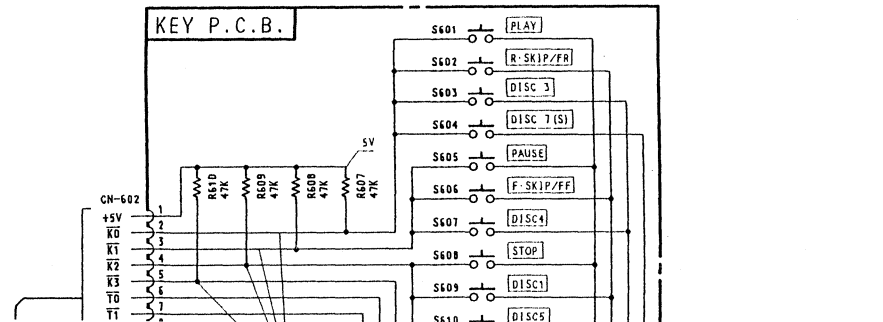 KEY P.C.B.
S601 PLAY
S602 R·SKIP/FR
S603 DISC 3
S604 DISC 7(S)
5V
S605 PAUSE
R610 47K
R609 47K
R608 47K
R607 47K
S606 F·SKIP/FF
CN-602
+5V 1
K0 2
S607 DISC4
K1 3
S608 STOP
K2 4
K3 5
S609 DISC1
T0 6
T1 7
S610 DISC5